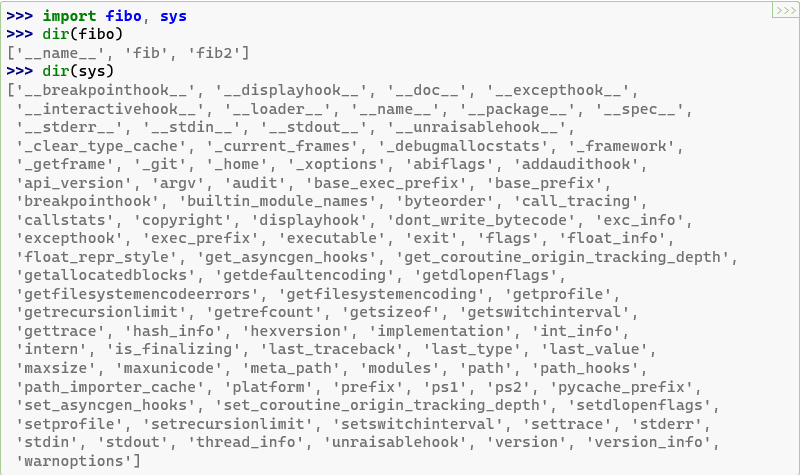 >>> import fibo, sys
>>>
>>> dir(fibo)
['__name__', 'fib', 'fib2']
>>> dir(sys)
['__breakpointhook__', '__displayhook__', '__doc__', '__excepthook__',
'__interactivehook__', '__loader__', '__name__', '__package__', '__spec__',
'__stderr__', '__stdin__', '__stdout__', '__unraisablehook__',
'_clear_type_cache', '_current_frames', '_debugmallocstats', '_framework',
'_getframe', '_git', '_home', '_xoptions', 'abiflags', 'addaudithook',
'api_version', 'argv', 'audit', 'base_exec_prefix', 'base_prefix',
'breakpointhook', 'builtin_module_names', 'byteorder', 'call_tracing',
'callstats', 'copyright', 'displayhook', 'dont_write_bytecode', 'exc_info',
'excepthook', 'exec_prefix', 'executable', 'exit', 'flags', 'float_info',
'float_repr_style', 'get_asyncgen_hooks', 'get_coroutine_origin_tracking_depth',
'getallocatedblocks', 'getdefaultencoding', 'getdlopenflags',
'getfilesystemencodeerrors', 'getfilesystemencoding', 'getprofile',
'getrecursionlimit', 'getrefcount', 'getsizeof', 'getswitchinterval',
'gettrace', 'hash_info', 'hexversion', 'implementation', 'int_info',
'intern', 'is_finalizing', 'last_traceback', 'last_type', 'last_value',
'maxsize', 'maxunicode', 'meta_path', 'modules', 'path', 'path_hooks',
'path_importer_cache', 'platform', 'prefix', 'ps1', 'ps2', 'pycache_prefix',
'set_asyncgen_hooks', 'set_coroutine_origin_tracking_depth', 'setdlopenflags',
'setprofile', 'setrecursionlimit', 'setswitchinterval', 'settrace', 'stderr',
'stdin', 'stdout', 'thread_info', 'unraisablehook', 'version', 'version_info',
'warnoptions']